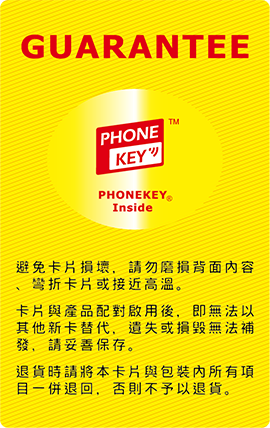 GUARANTEE
PHONE
KEY
TM
PHONEKEY®
Inside
避免卡片損壞，請勿磨損背面內容
、彎折卡片或接近高溫。
卡片與產品配對啟用後，即無法以
其他新卡替代，遺失或損毀無法補
發，請妥善保存。
退貨時請將本卡片與包裝內所有項
目一併退回，否則不予以退貨。